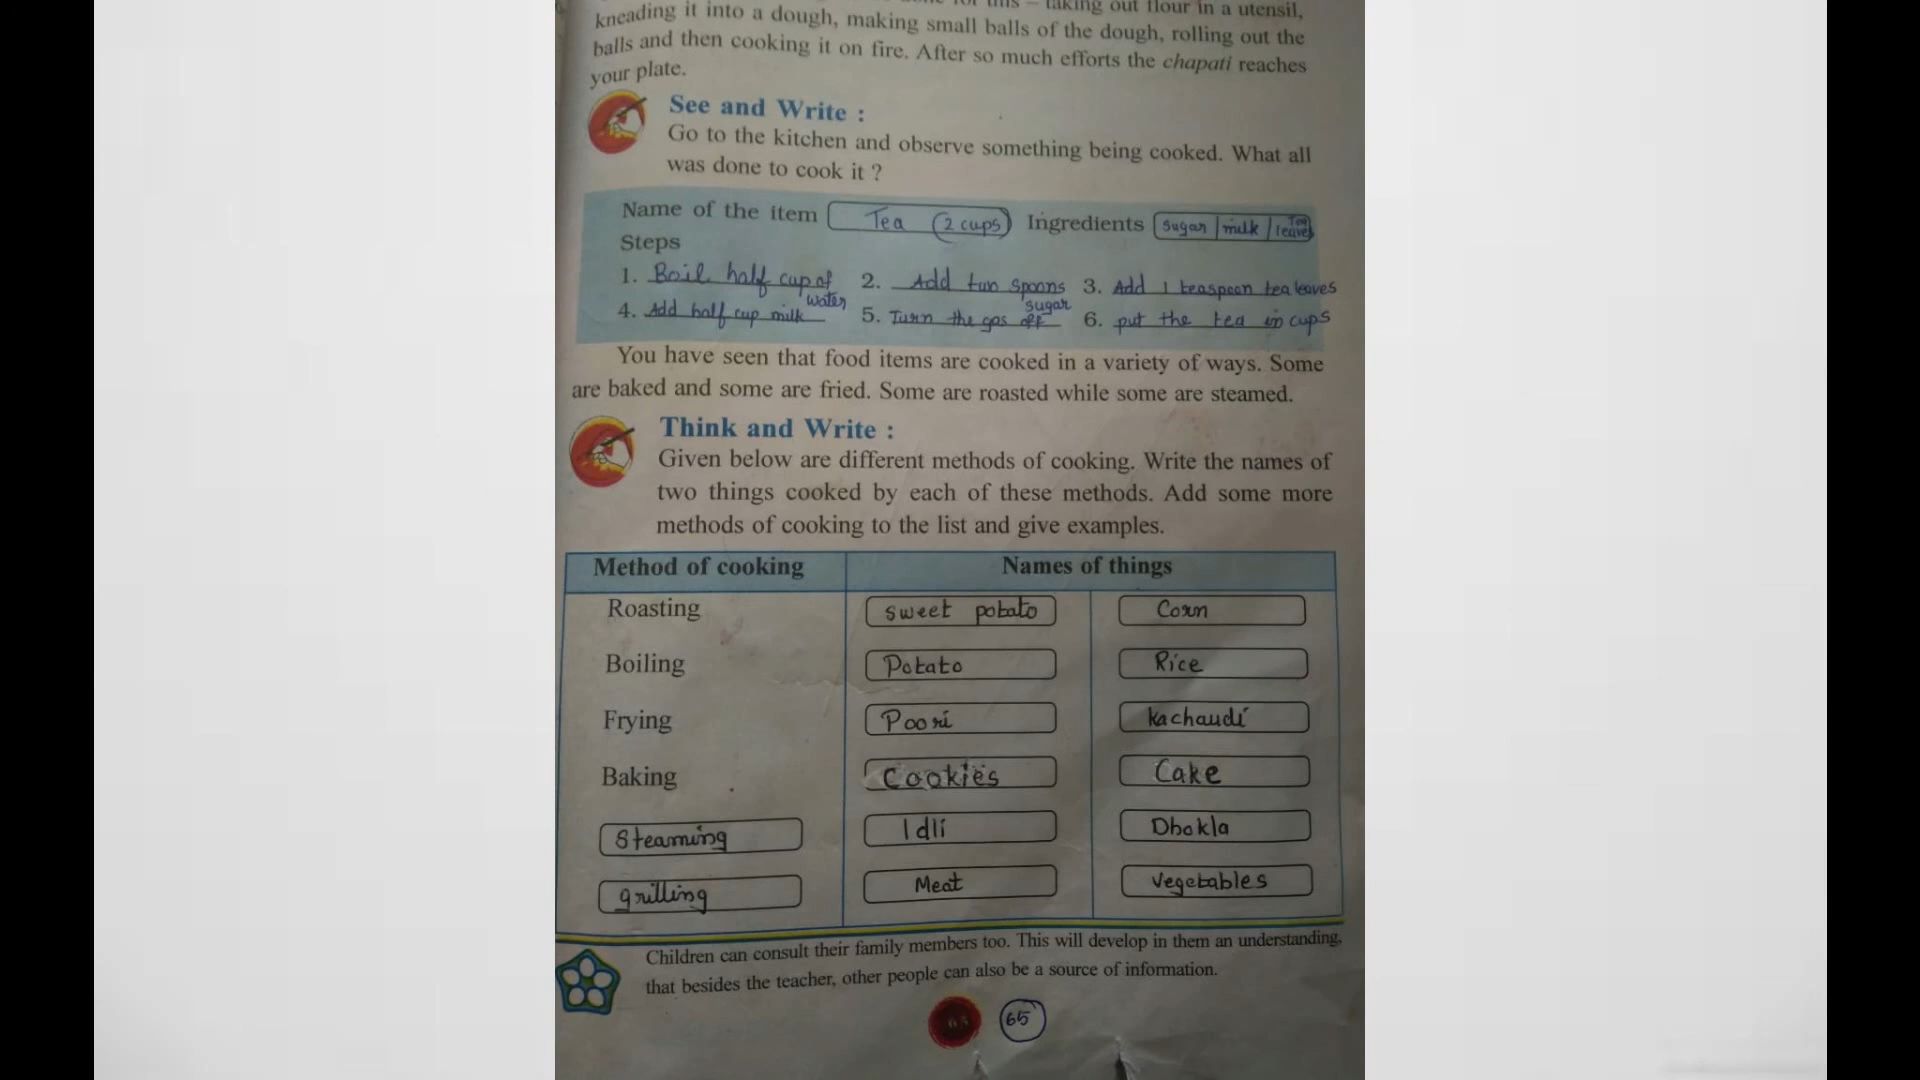 taking out flour in a utensil,
kneading it into a dough, making small balls of the dough, rolling out the
balls and then cooking it on fire. After so much efforts the chapati reaches
your plate.
See and Write :
Go to the kitchen and observe something being cooked. What all
was done to cook it ?
Name of the item Tea (2 cups) Ingredients sugar | milk | Tea leaves
Steps
1. Boil half cup of water 2. Add two spoons sugar 3. Add 1 teaspoon tea leaves
4. Add half cup milk 5. Turn the gas off 6. put the tea in cups
You have seen that food items are cooked in a variety of ways. Some
are baked and some are fried. Some are roasted while some are steamed.
Think and Write :
Given below are different methods of cooking. Write the names of
two things cooked by each of these methods. Add some more
methods of cooking to the list and give examples.
Method of cooking Names of things
Roasting sweet potato Corn
Boiling Potato Rice
Frying Poori kachaudi
Baking Cookies Cake
Steaming Idli Dhokla
grilling Meat Vegetables
Children can consult their family members too. This will develop in them an understanding,
that besides the teacher, other people can also be a source of information.
65 65